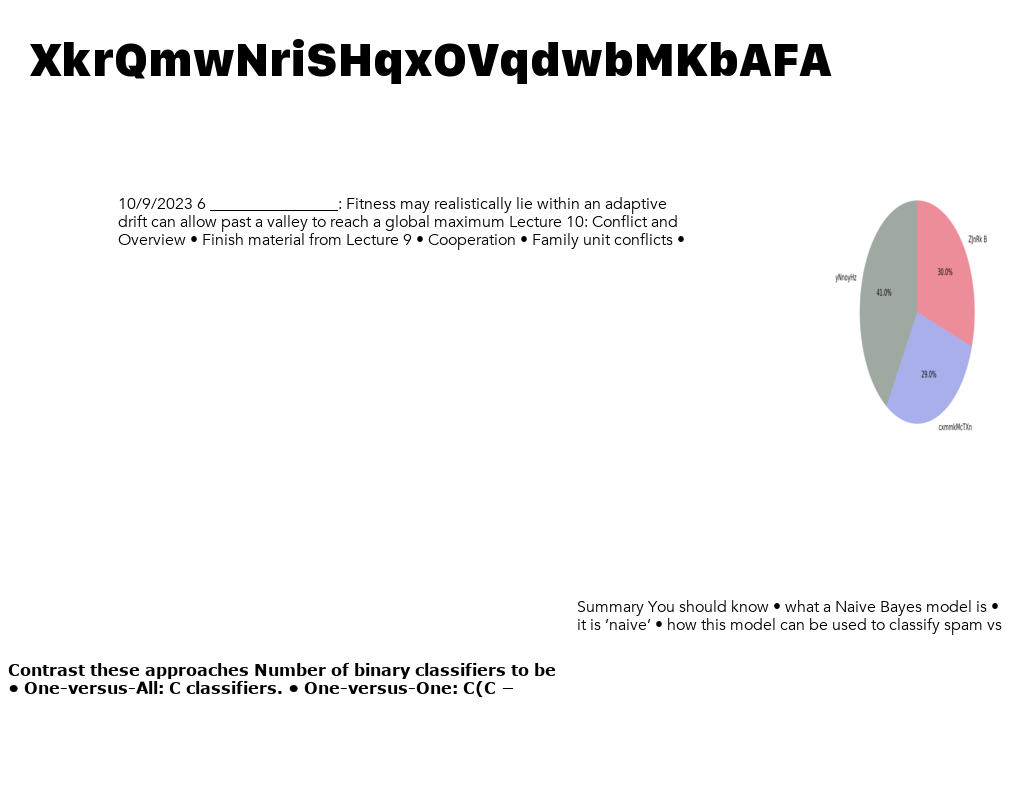 XkrQmwNriSHqxOVqdwbMKbAFA
10/9/2023 6 ________________: Fitness may realistically lie within an adaptive
drift can allow past a valley to reach a global maximum Lecture 10: Conflict and
Overview • Finish material from Lecture 9 • Cooperation • Family unit conflicts •
ZJnRk B
30.0%
yNnoyHz
41.0%
29.0%
cxmmkMcTXn
Summary You should know • what a Naive Bayes model is •
it is ‘naive’ • how this model can be used to classify spam vs
Contrast these approaches Number of binary classifiers to be
• One-versus-All: C classifiers. • One-versus-One: C(C −